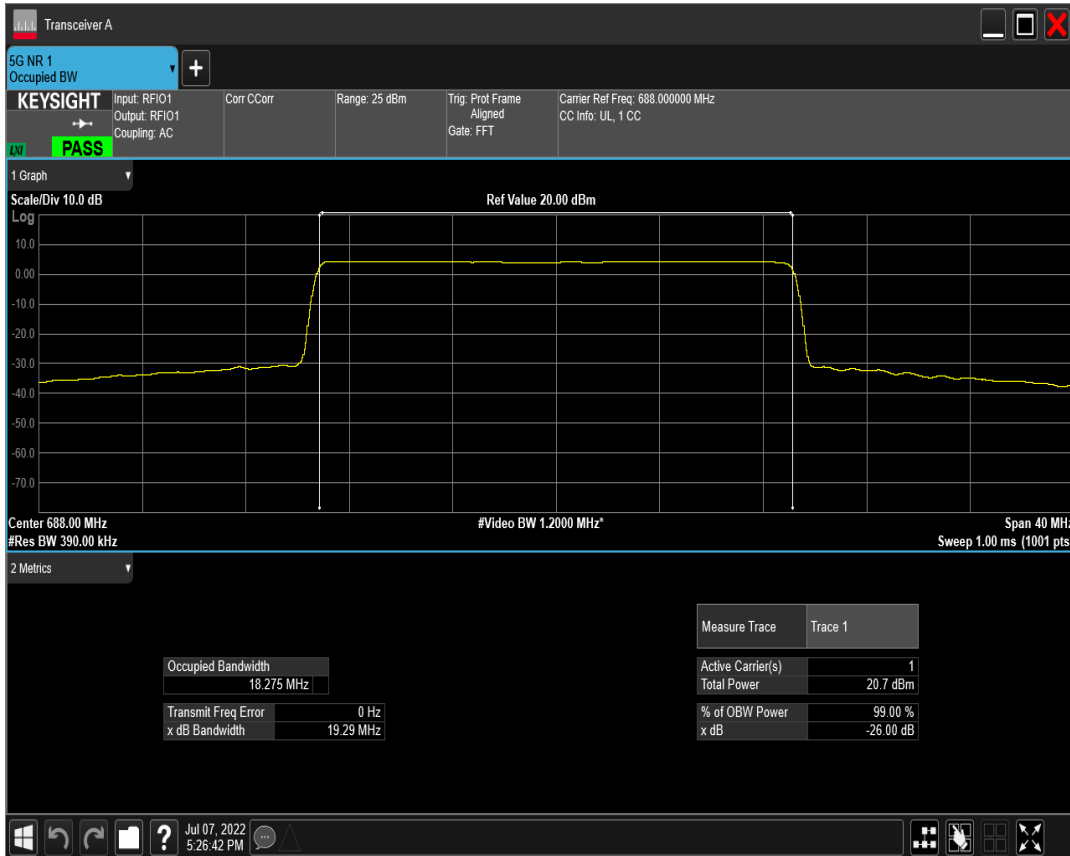 Transceiver A
5G NR 1
Occupied BW
KEYSIGHT
LXI
PASS
Input: RFIO1
Output: RFIO1
Coupling: AC
Corr CCorr
Range: 25 dBm
Trig: Prot Frame
Aligned
Gate: FFT
Carrier Ref Freq: 688.000000 MHz
CC Info: UL, 1 CC
1 Graph
Scale/Div 10.0 dB
Ref Value 20.00 dBm
Log
10.0
0.00
-10.0
-20.0
-30.0
-40.0
-50.0
-60.0
-70.0
Center 688.00 MHz
#Video BW 1.2000 MHz*
Span 40 MHz
#Res BW 390.00 kHz
Sweep 1.00 ms (1001 pts
2 Metrics
Measure Trace Trace 1
Occupied Bandwidth
18.275 MHz
Active Carrier(s) 1
Total Power 20.7 dBm
Transmit Freq Error 0 Hz
x dB Bandwidth 19.29 MHz
% of OBW Power 99.00 %
x dB -26.00 dB
?
Jul 07, 2022
5:26:42 PM